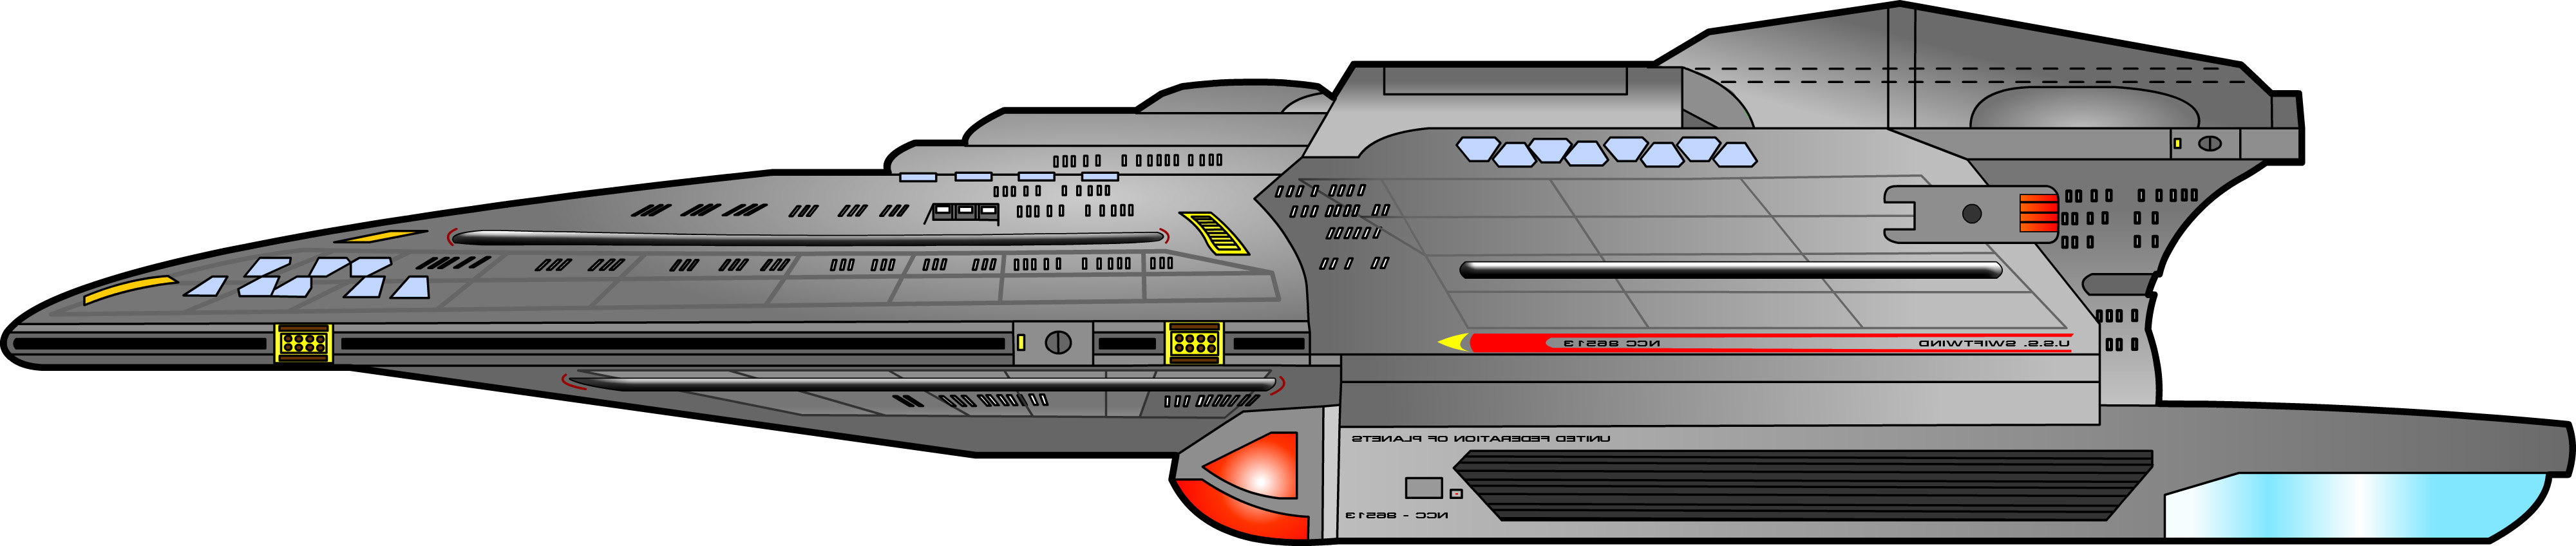 NCC 86513
U.S.S. SWIFTWIND
UNITED FEDERATION OF PLANETS
NCC - 86513